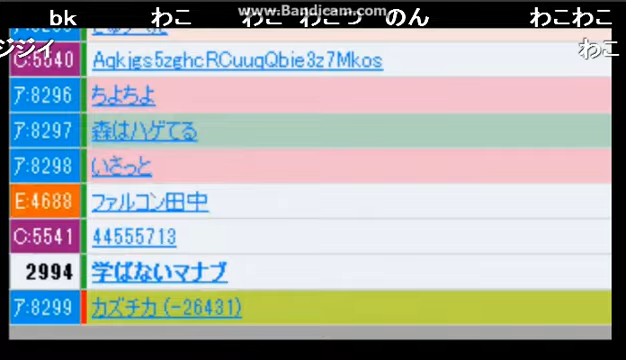 www.Bandicam.com
bk わこ わこ わこつ のん わこわこ
ジジイ わこ
C:5540 Aqkjgs5zghcRCuuqQbie3z7Mkos
ア:8296 ちよちよ
ア:8297 森はハゲてる
ア:8298 いさっと
E:4688 ファルコン田中
C:5541 44555713
2994 学ばないマナブ
ア:8299 カズチカ (-26431)